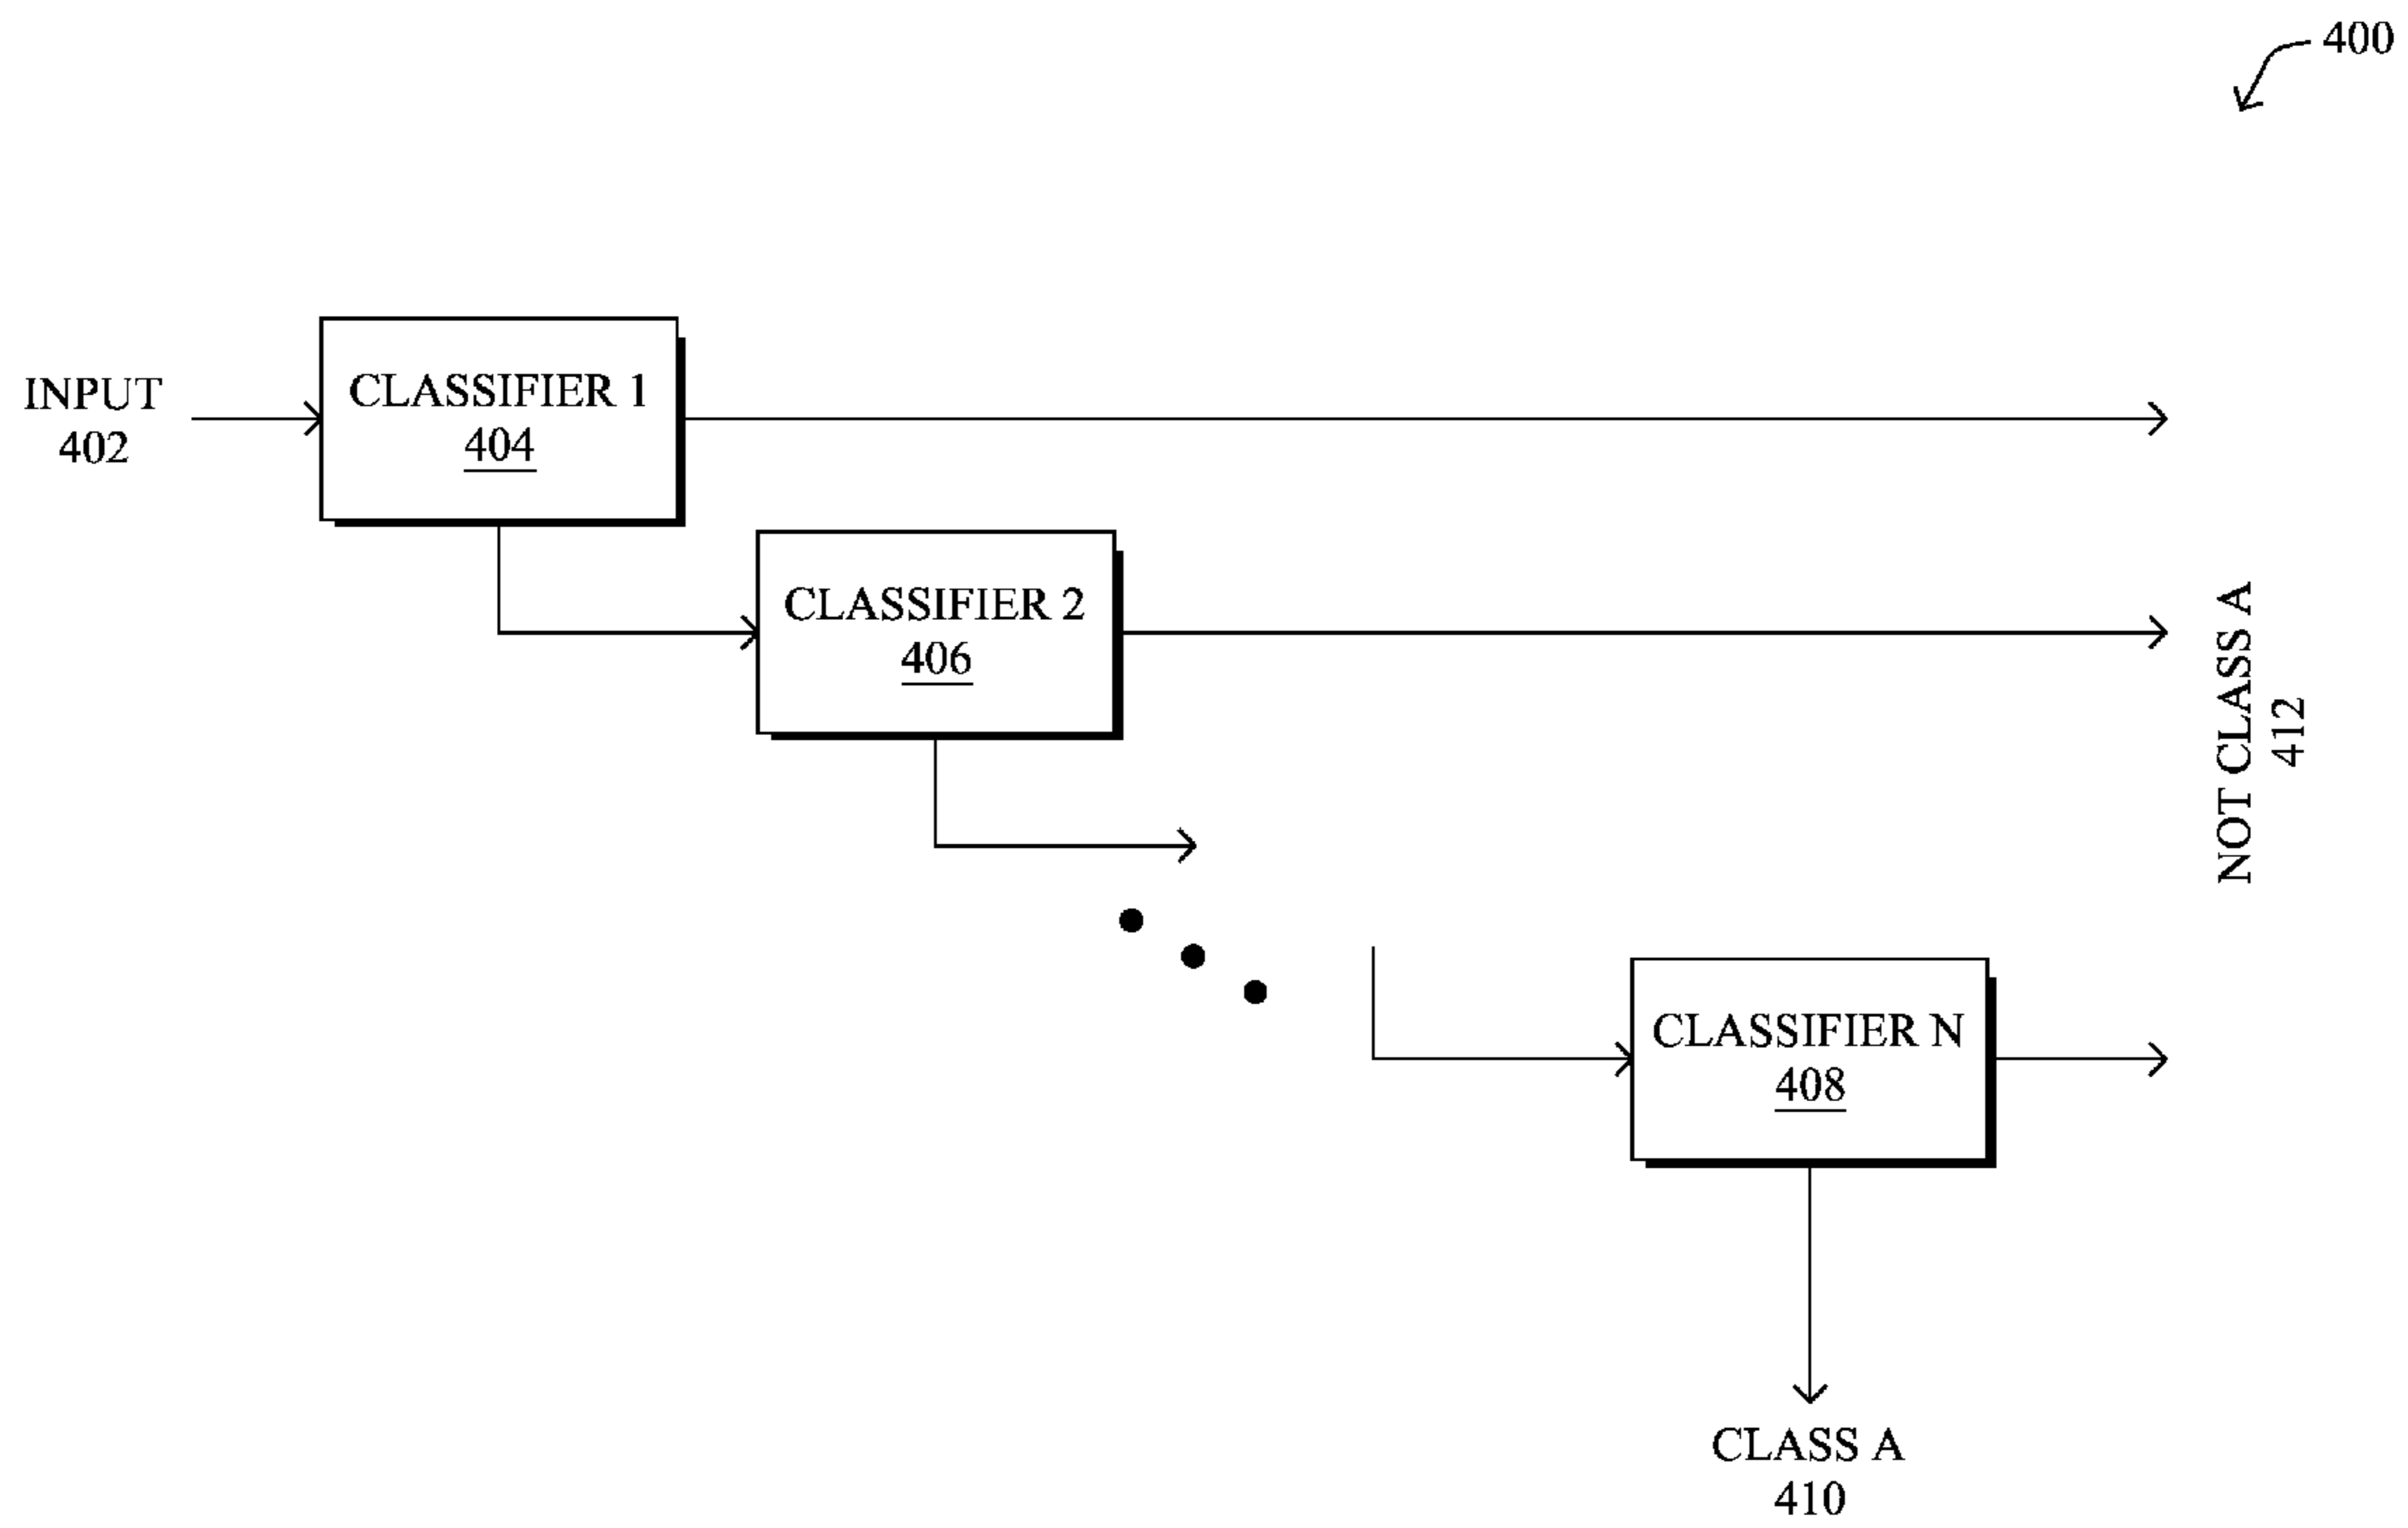 400
INPUT
402
CLASSIFIER 1
404
CLASSIFIER 2
406
NOT CLASS A
412
CLASSIFIER N
408
CLASS A
410